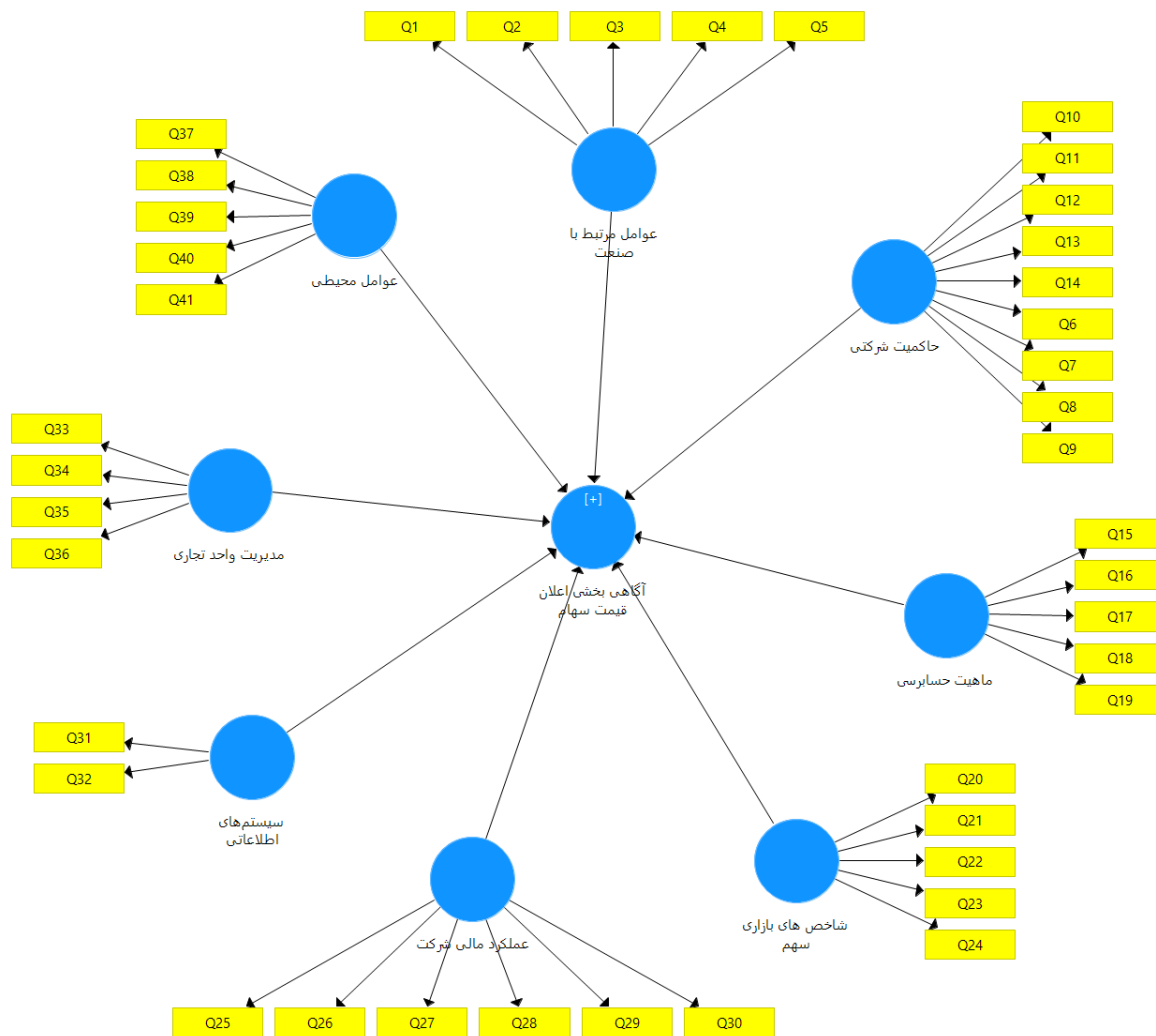 Q1
Q2
Q3
Q4
Q5
Q10
Q11
Q12
Q13
Q14
Q6
Q7
Q8
Q9
حاکمیت شرکتی
عوامل مرتبط با
صنعت
Q37
Q38
Q39
Q40
Q41
عوامل محیطی
Q33
Q34
Q35
Q36
مدیریت واحد تجاری
[+]
آگاهی بخشی اعلان
قیمت سهام
Q15
Q16
Q17
Q18
Q19
ماهیت حسابرسی
Q31
Q32
سیستم‌های
اطلاعاتی
Q20
Q21
Q22
Q23
Q24
شاخص های بازاری
سهم
عملکرد مالی شرکت
Q25
Q26
Q27
Q28
Q29
Q30